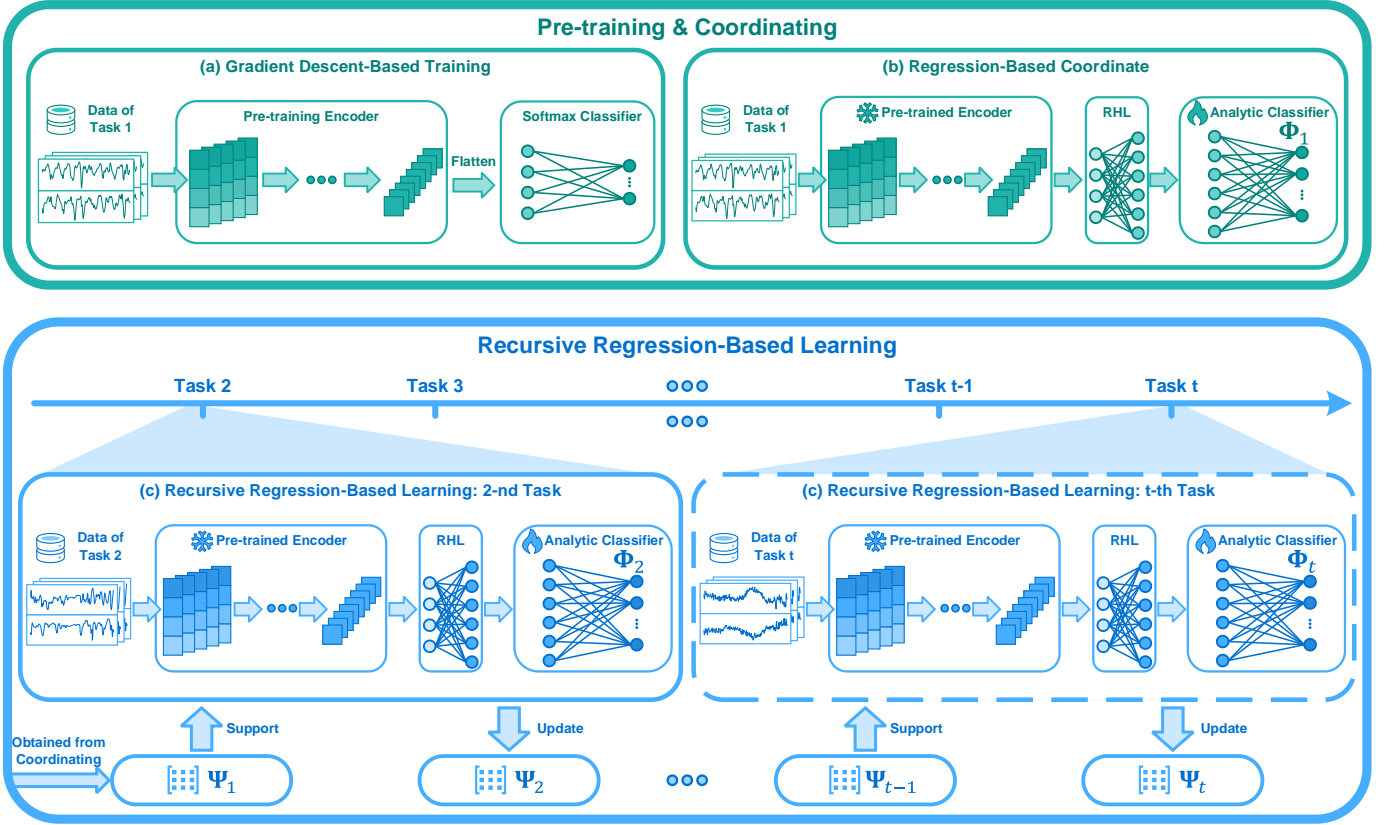 Pre-training & Coordinating
(a) Gradient Descent-Based Training
Data of
Task 1
Pre-training Encoder
Flatten
Softmax Classifier
(b) Regression-Based Coordinate
Data of
Task 1
Pre-trained Encoder
RHL
Analytic Classifier
Φ₁
Recursive Regression-Based Learning
Task 2
Task 3
Task t-1
Task t
(c) Recursive Regression-Based Learning: 2-nd Task
Data of
Task 2
Pre-trained Encoder
RHL
Analytic Classifier
Φ₂
(c) Recursive Regression-Based Learning: t-th Task
Data of
Task t
Pre-trained Encoder
RHL
Analytic Classifier
Φₜ
Obtained from
Coordinating
Support
Update
Support
Update
Ψ₁
Ψ₂
Ψₜ₋₁
Ψₜ